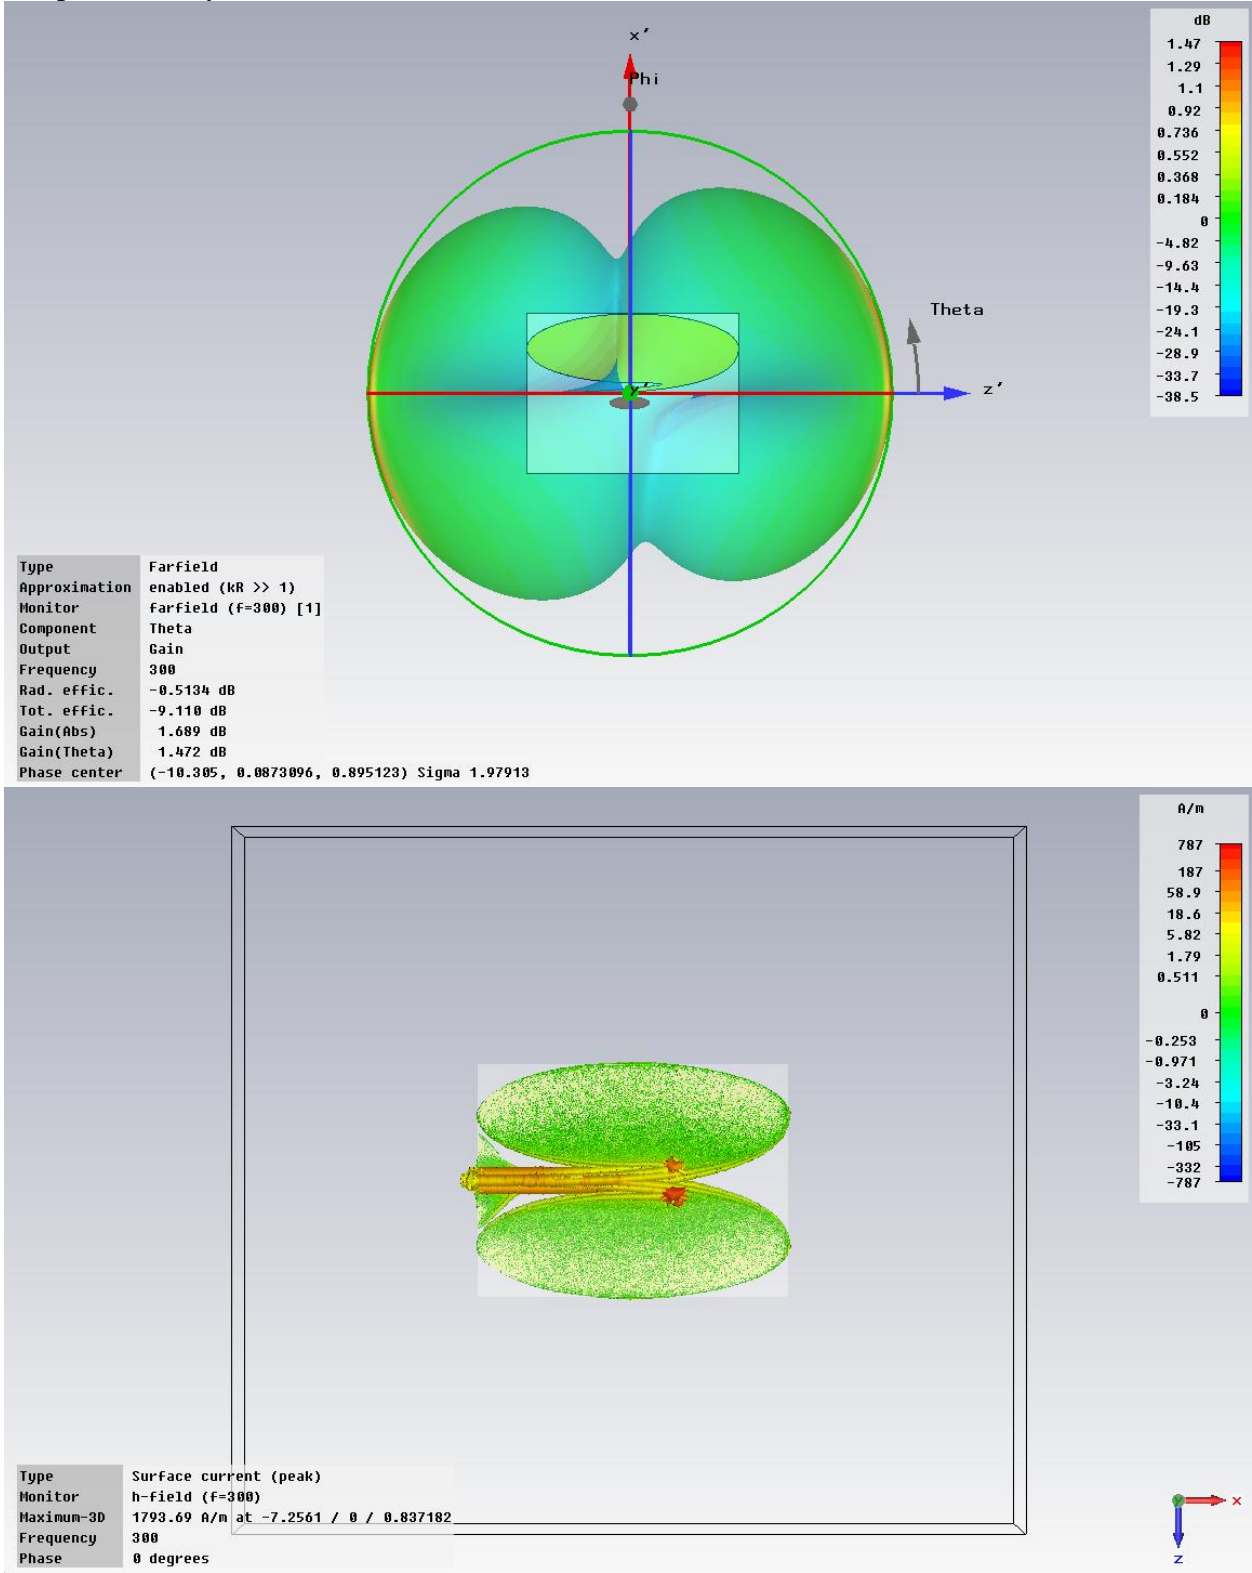 dB
1.47
1.29
1.1
0.92
0.736
0.552
0.368
0.184
0
-4.82
-9.63
-14.4
-19.3
-24.1
-28.9
-33.7
-38.5
x′
Phi
Theta
y′
z′
Type Farfield
Approximation enabled (kR >> 1)
Monitor farfield (f=300) [1]
Component Theta
Output Gain
Frequency 300
Rad. effic. -0.5134 dB
Tot. effic. -9.110 dB
Gain(Abs) 1.689 dB
Gain(Theta) 1.472 dB
Phase center (-10.305, 0.0873096, 0.895123) Sigma 1.97913
A/m
787
187
58.9
18.6
5.82
1.79
0.511
0
-0.253
-0.971
-3.24
-10.4
-33.1
-105
-332
-787
Type Surface current (peak)
Monitor h-field (f=300)
Maximum-3D 1793.69 A/m at -7.2561 / 0 / 0.837182
Frequency 300
Phase 0 degrees
x
z